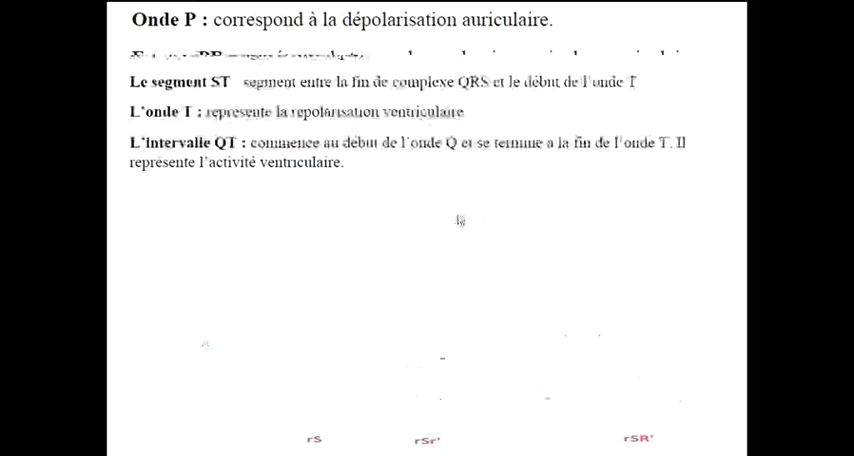 Onde P : correspond à la dépolarisation auriculaire.
Le segment ST segment entre la fin de complexe QRS et le début de l'onde T
L'onde T : représente la repolarisation ventriculaire
L'intervalle QT : commence au début de l'onde Q et se termine a la fin de l'onde T. Il
représente l'activité ventriculaire.
rS
rSr'
rSR'